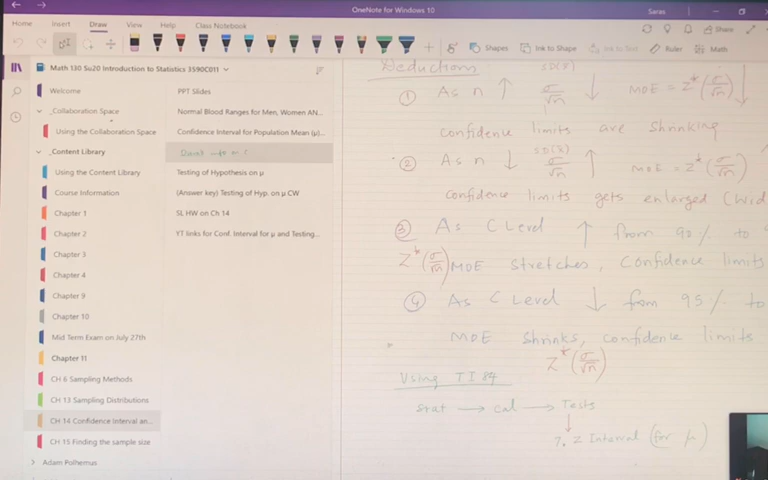 OneNote for Windows 10
Saras
Home Insert Draw View Help Class Notebook
Share
Shapes Ink to Shape Ink to Text Ruler Math
Math 130 Su20 Introduction to Statistics 3590C011
Welcome
_Collaboration Space
Using the Collaboration Space
_Content Library
Using the Content Library
Course Information
Chapter 1
Chapter 2
Chapter 3
Chapter 4
Chapter 9
Chapter 10
Mid Term Exam on July 27th
Chapter 11
CH 6 Sampling Methods
CH 13 Sampling Distributions
CH 14 Confidence Interval an...
CH 15 Finding the sample size
Adam Polhemus
PPT Slides
Normal Blood Ranges for Men, Women AN...
Confidence Interval for Population Mean (μ)...
Testing of Hypothesis on μ
(Answer key) Testing of Hyp. on μ CW
SL HW on Ch 14
YT links for Conf. Interval for μ and Testing...
Deductions
① As n ↑ SD(x̄) σ/√n ↓ MOE = Z*(σ/√n) ↓
confidence limits are shrinking
② As n ↓ SD(x̄) σ/√n ↑ MOE = Z*(σ/√n)
confidence limits gets enlarged
③ As C Level ↑ from 90% to
Z*(σ/√n) MOE stretches, confidence limits
④ As C Level ↓ from 95% to
MOE shrinks, confidence limits
Z*(σ/√n)
Using TI 84
Stat → cal → Tests
↓
7. Z Interval (for μ)